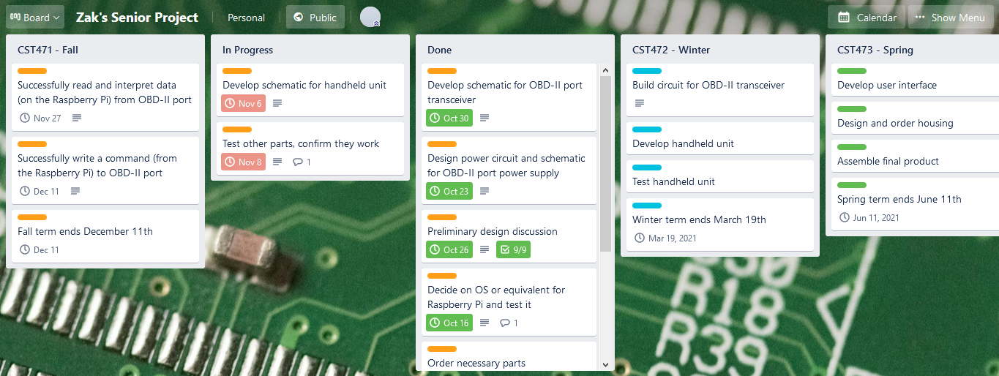 Board
Zak's Senior Project
Personal
Public
Calendar
Show Menu
CST471 - Fall
Successfully read and interpret data
(on the Raspberry Pi) from OBD-II port
Nov 27
Successfully write a command (from
the Raspberry Pi) to OBD-II port
Dec 11
Fall term ends December 11th
Dec 11
In Progress
Develop schematic for handheld unit
Nov 6
Test other parts, confirm they work
Nov 8
1
Done
Develop schematic for OBD-II port
transceiver
Oct 30
Design power circuit and schematic
for OBD-II port power supply
Oct 23
Preliminary design discussion
Oct 26
9/9
Decide on OS or equivalent for
Raspberry Pi and test it
Oct 16
1
Order necessary parts
CST472 - Winter
Build circuit for OBD-II transceiver
Develop handheld unit
Test handheld unit
Winter term ends March 19th
Mar 19, 2021
CST473 - Spring
Develop user interface
Design and order housing
Assemble final product
Spring term ends June 11th
Jun 11, 2021
R18
R39